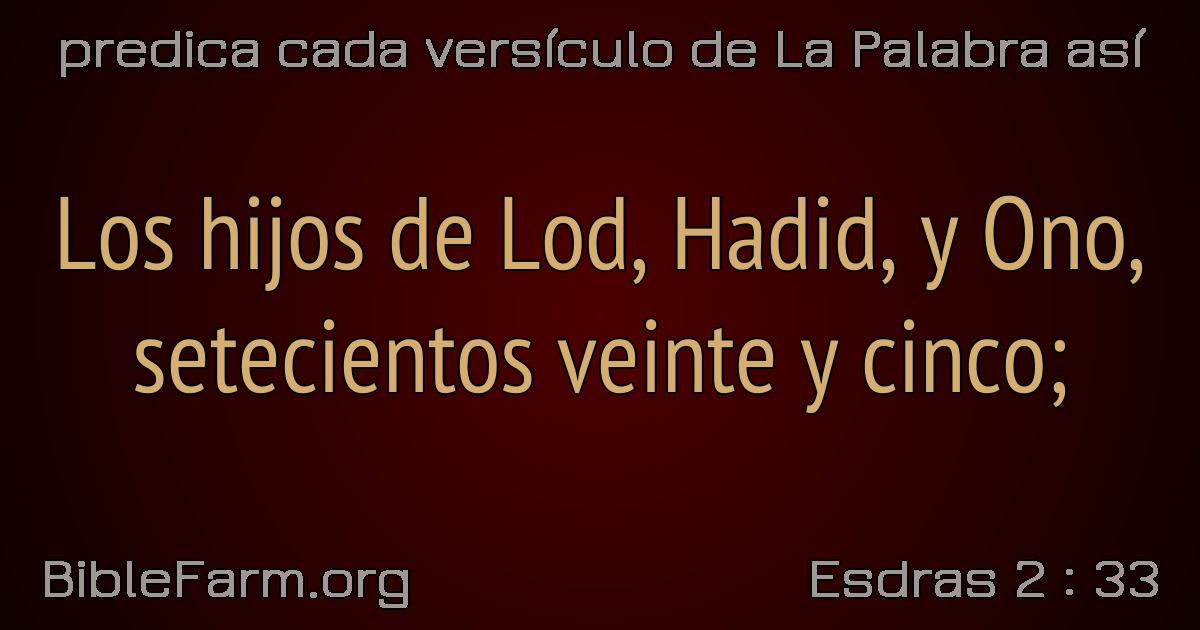 predica cada versículo de La Palabra así
Los hijos de Lod, Hadid, y Ono,
setecientos veinte y cinco;
BibleFarm.org
Esdras 2 : 33